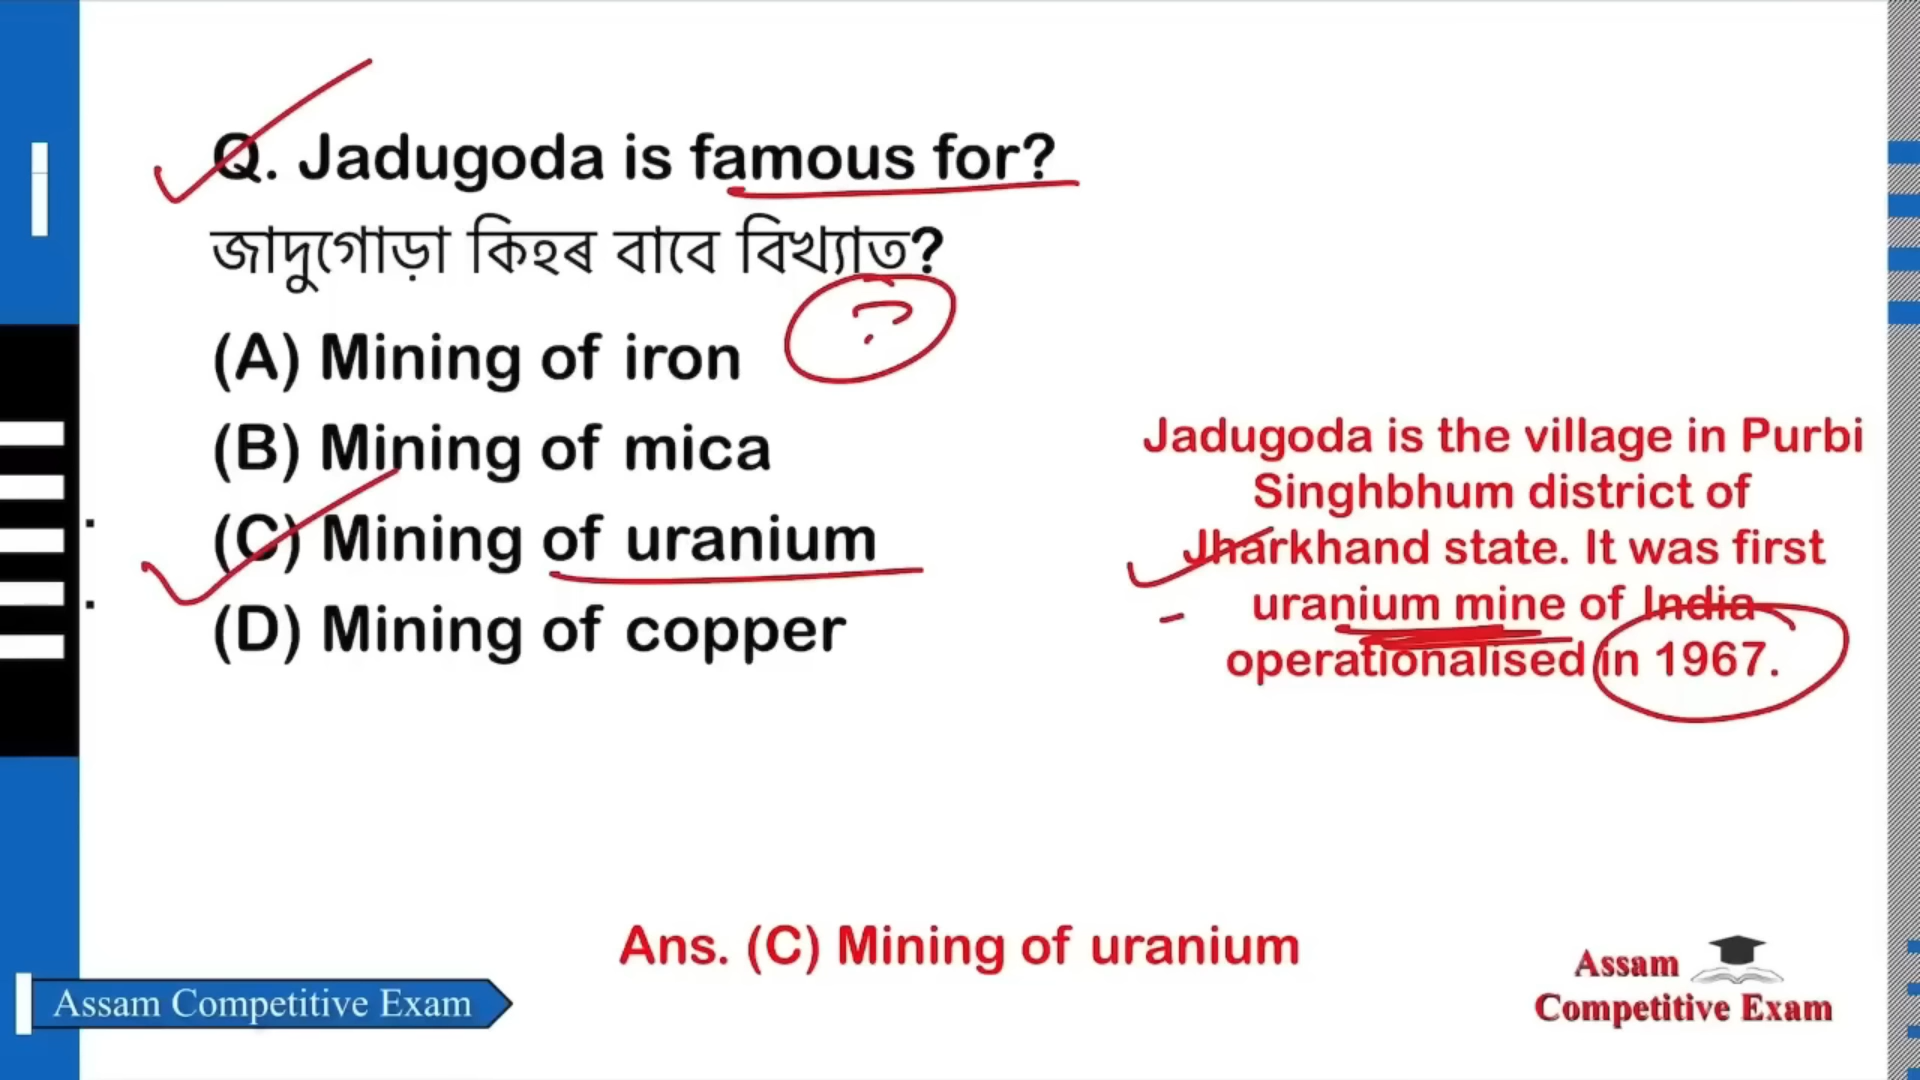 Q. Jadugoda is famous for?
জাদুগোড়া কিহৰ বাবে বিখ্যাত?
?
(A) Mining of iron
(B) Mining of mica
(C) Mining of uranium
(D) Mining of copper
Jadugoda is the village in Purbi
Singhbhum district of
Jharkhand state. It was first
uranium mine of India
operationalised in 1967.
Ans. (C) Mining of uranium
Assam Competitive Exam
Assam
Competitive Exam